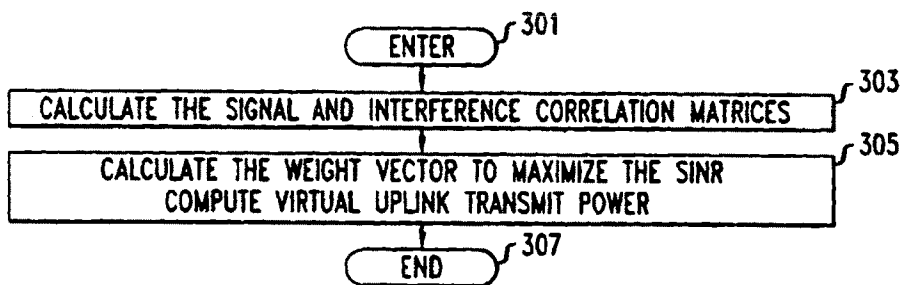 301
ENTER
303
CALCULATE THE SIGNAL AND INTERFERENCE CORRELATION MATRICES
305
CALCULATE THE WEIGHT VECTOR TO MAXIMIZE THE SINR
COMPUTE VIRTUAL UPLINK TRANSMIT POWER
307
END